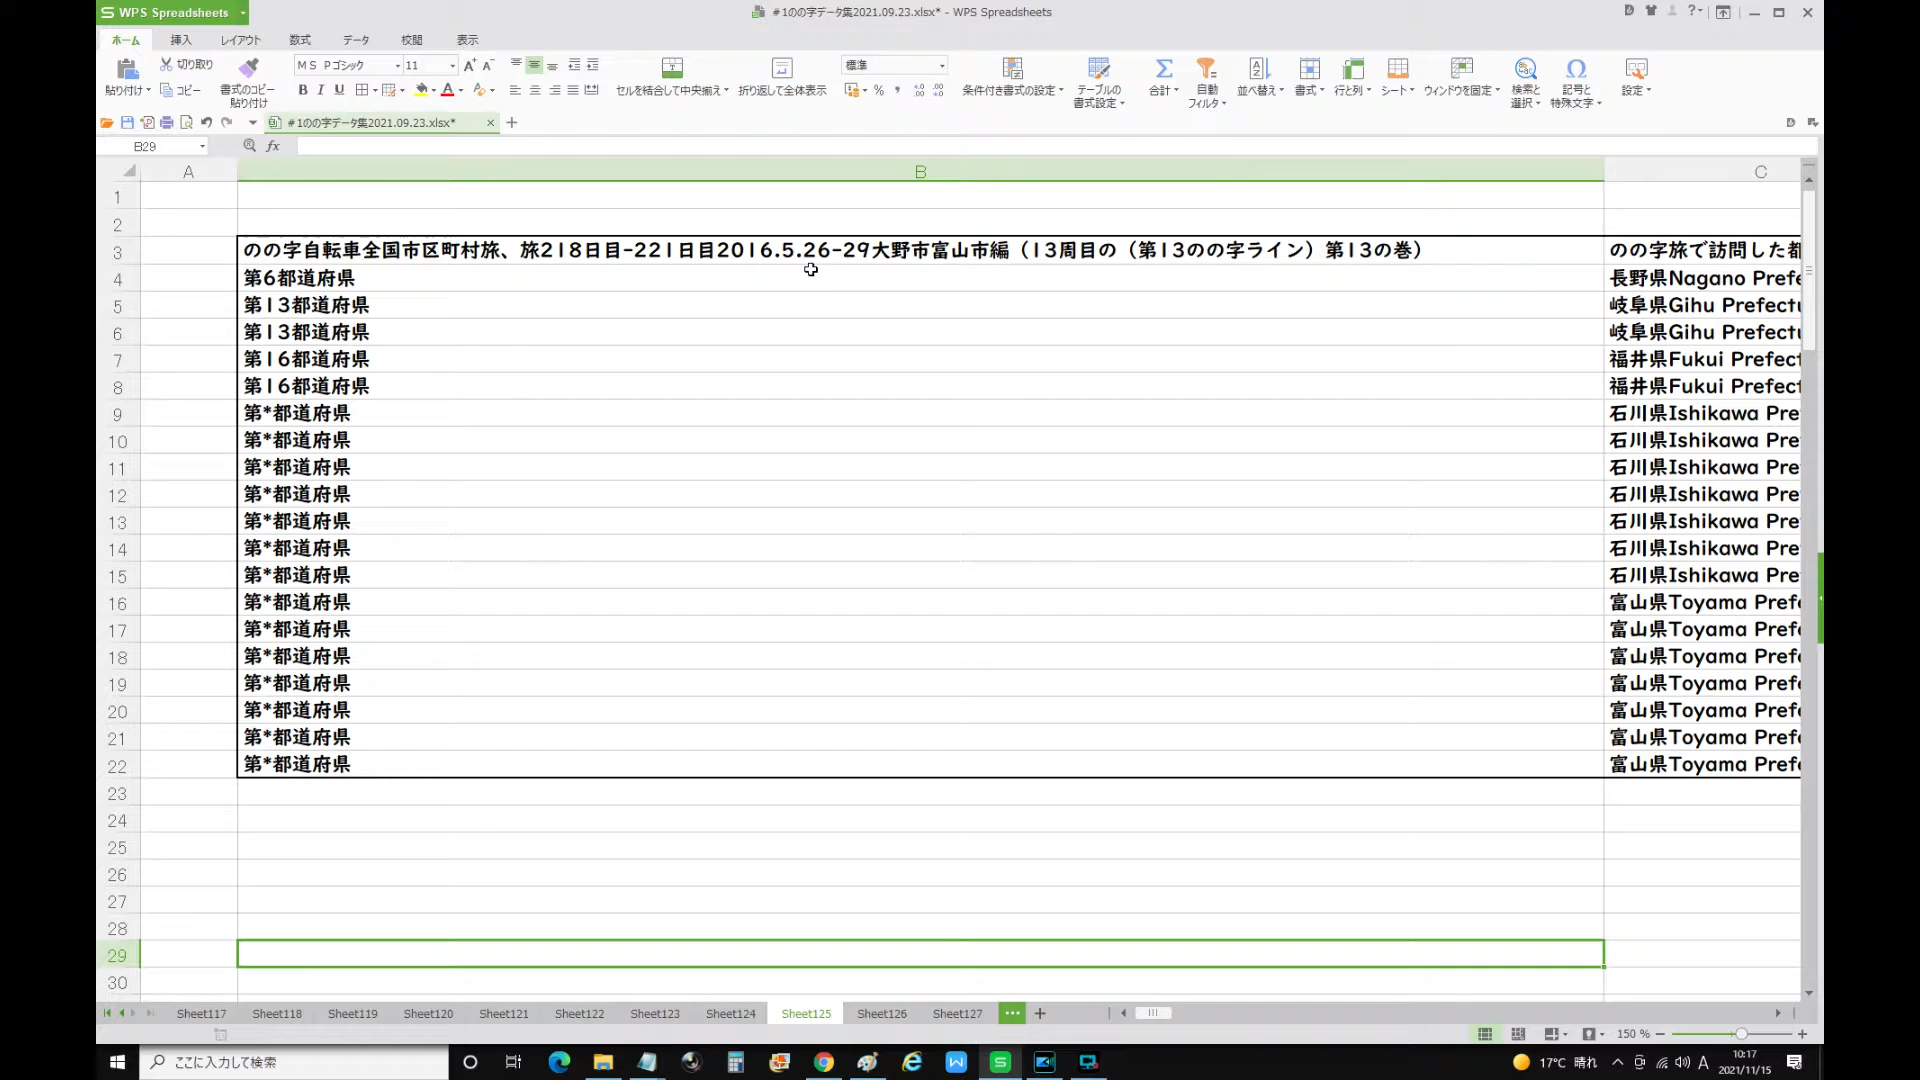 WPS Spreadsheets
#1のの字データ集2021.09.23.xlsx* - WPS Spreadsheets
ホーム 挿入 レイアウト 数式 データ 校閲 表示
貼り付け 切り取り コピー 書式のコピー 貼り付け
MS Pゴシック 11
セルを結合して中央揃え 折り返して全体表示
標準
条件付き書式の設定 テーブルの 書式設定 合計 自動 フィルタ 並べ替え 書式 行と列 シート ウィンドウを固定 検索と 選択 記号と 特殊文字 設定
#1のの字データ集2021.09.23.xlsx*
B29 fx
A B C
1
2
3 のの字自転車全国市区町村旅、旅218日目-221日目2016.5.26-29大野市富山市編（13周目の（第13のの字ライン）第13の巻） のの字旅で訪問した都
4 第6都道府県 長野県Nagano Prefe
5 第13都道府県 岐阜県Gihu Prefectu
6 第13都道府県 岐阜県Gihu Prefectu
7 第16都道府県 福井県Fukui Prefect
8 第16都道府県 福井県Fukui Prefect
9 第*都道府県 石川県Ishikawa Pre
10 第*都道府県 石川県Ishikawa Pre
11 第*都道府県 石川県Ishikawa Pre
12 第*都道府県 石川県Ishikawa Pre
13 第*都道府県 石川県Ishikawa Pre
14 第*都道府県 石川県Ishikawa Pre
15 第*都道府県 石川県Ishikawa Pre
16 第*都道府県 富山県Toyama Prefe
17 第*都道府県 富山県Toyama Prefe
18 第*都道府県 富山県Toyama Prefe
19 第*都道府県 富山県Toyama Prefe
20 第*都道府県 富山県Toyama Prefe
21 第*都道府県 富山県Toyama Prefe
22 第*都道府県 富山県Toyama Prefe
23
24
25
26
27
28
29
30
Sheet117 Sheet118 Sheet119 Sheet120 Sheet121 Sheet122 Sheet123 Sheet124 Sheet125 Sheet126 Sheet127
150 %
ここに入力して検索
17°C 晴れ A 10:17
2021/11/15